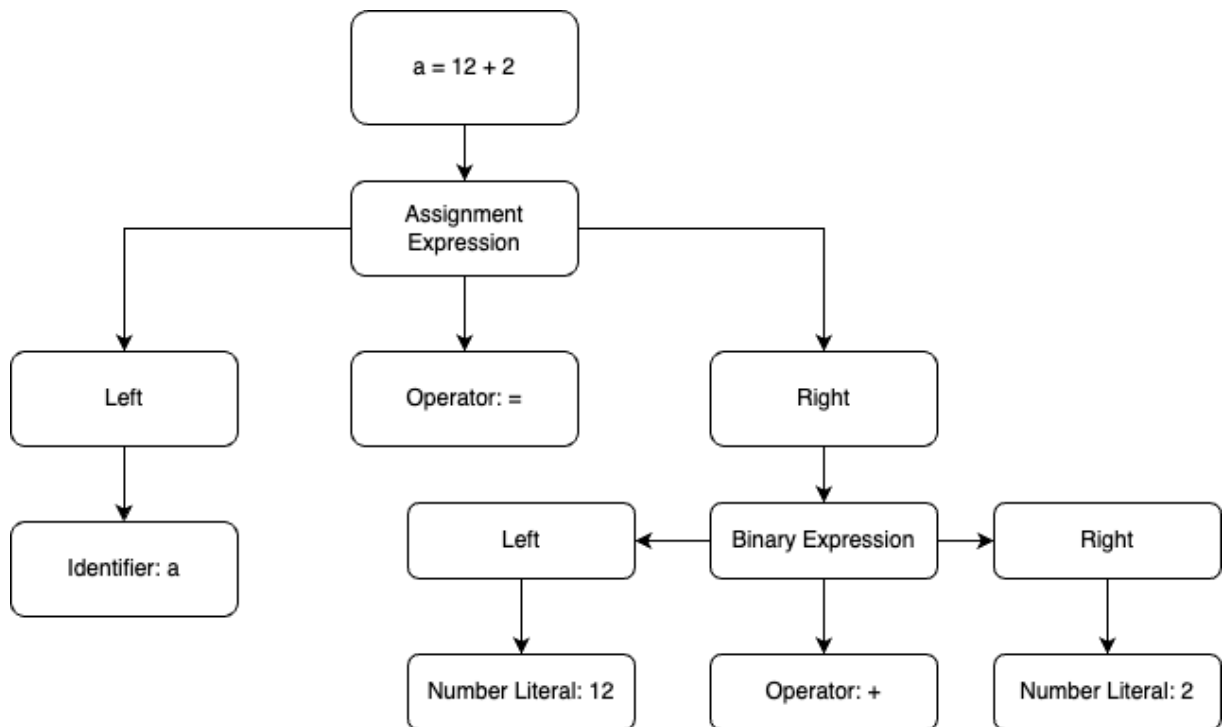 a = 12 + 2
Assignment
Expression
Left
Operator: =
Right
Identifier: a
Left
Binary Expression
Right
Number Literal: 12
Operator: +
Number Literal: 2